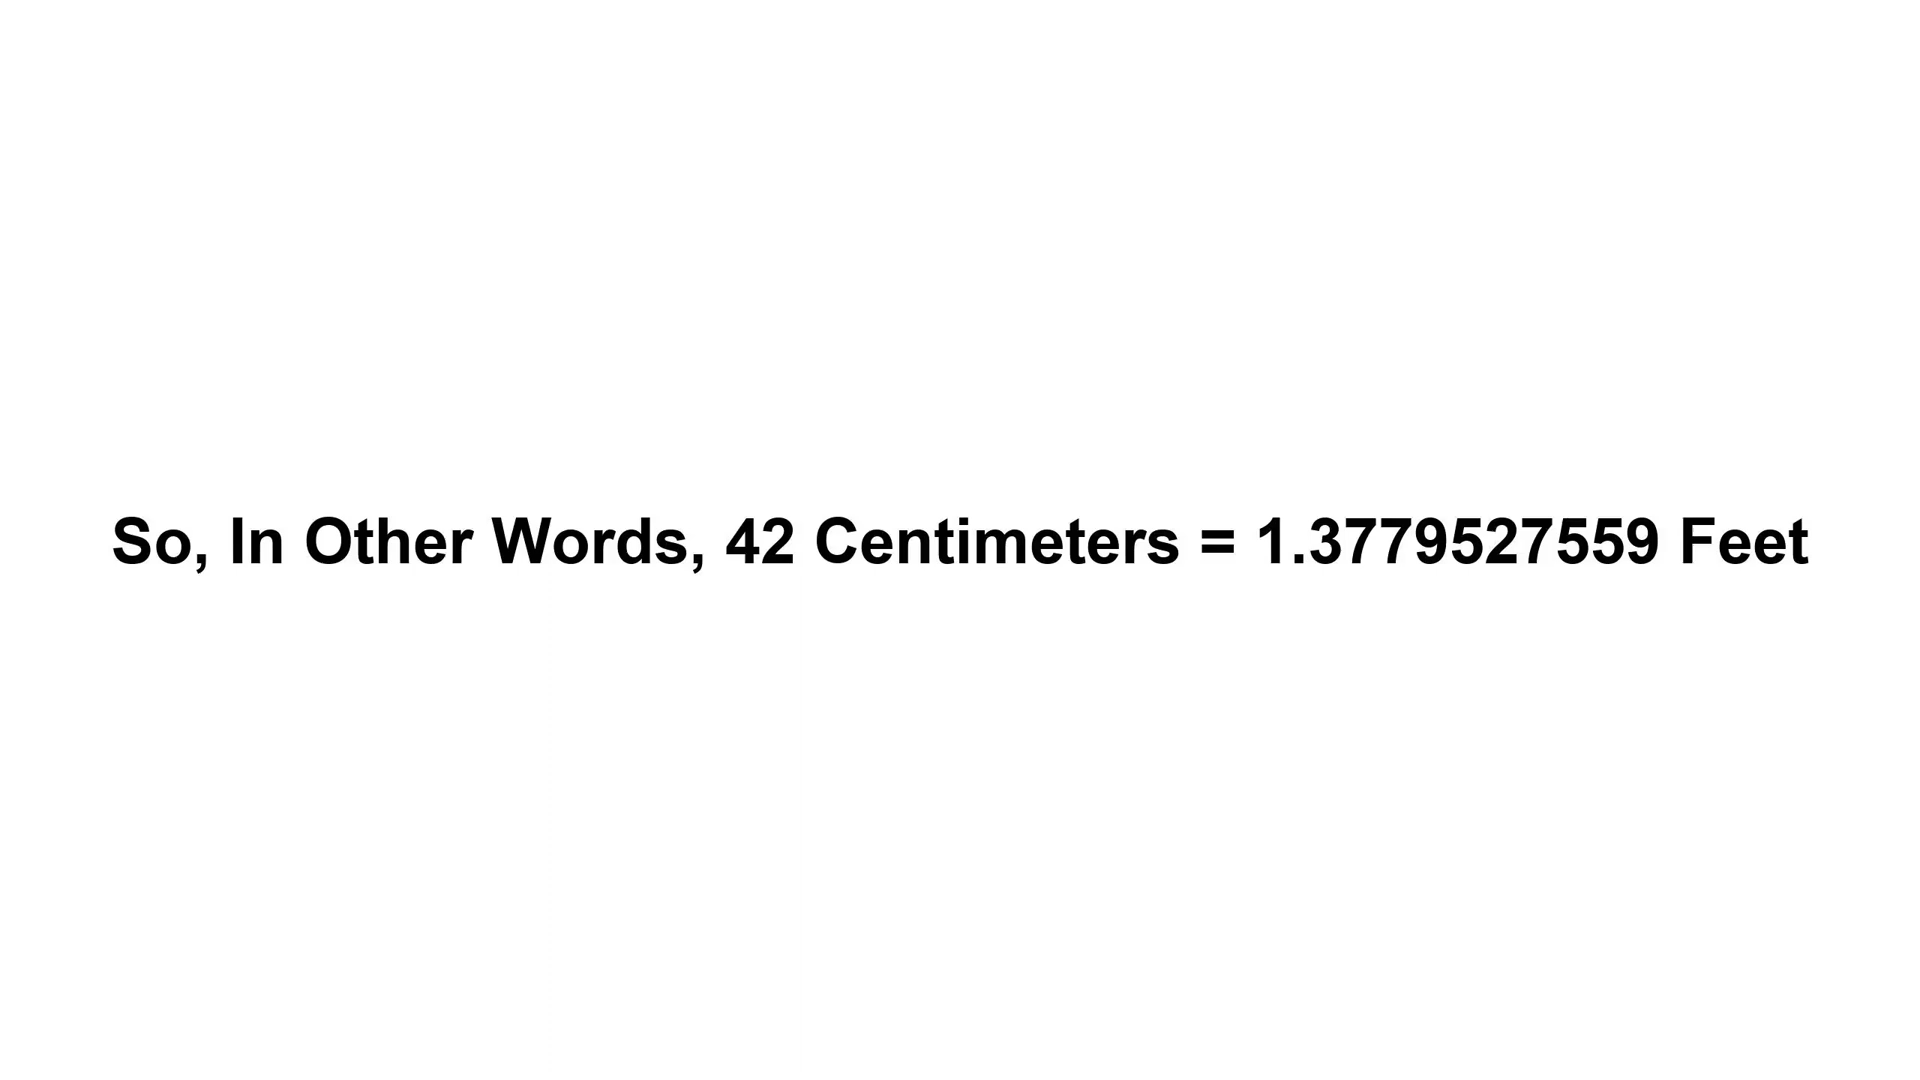 So, In Other Words, 42 Centimeters = 1.3779527559 Feet